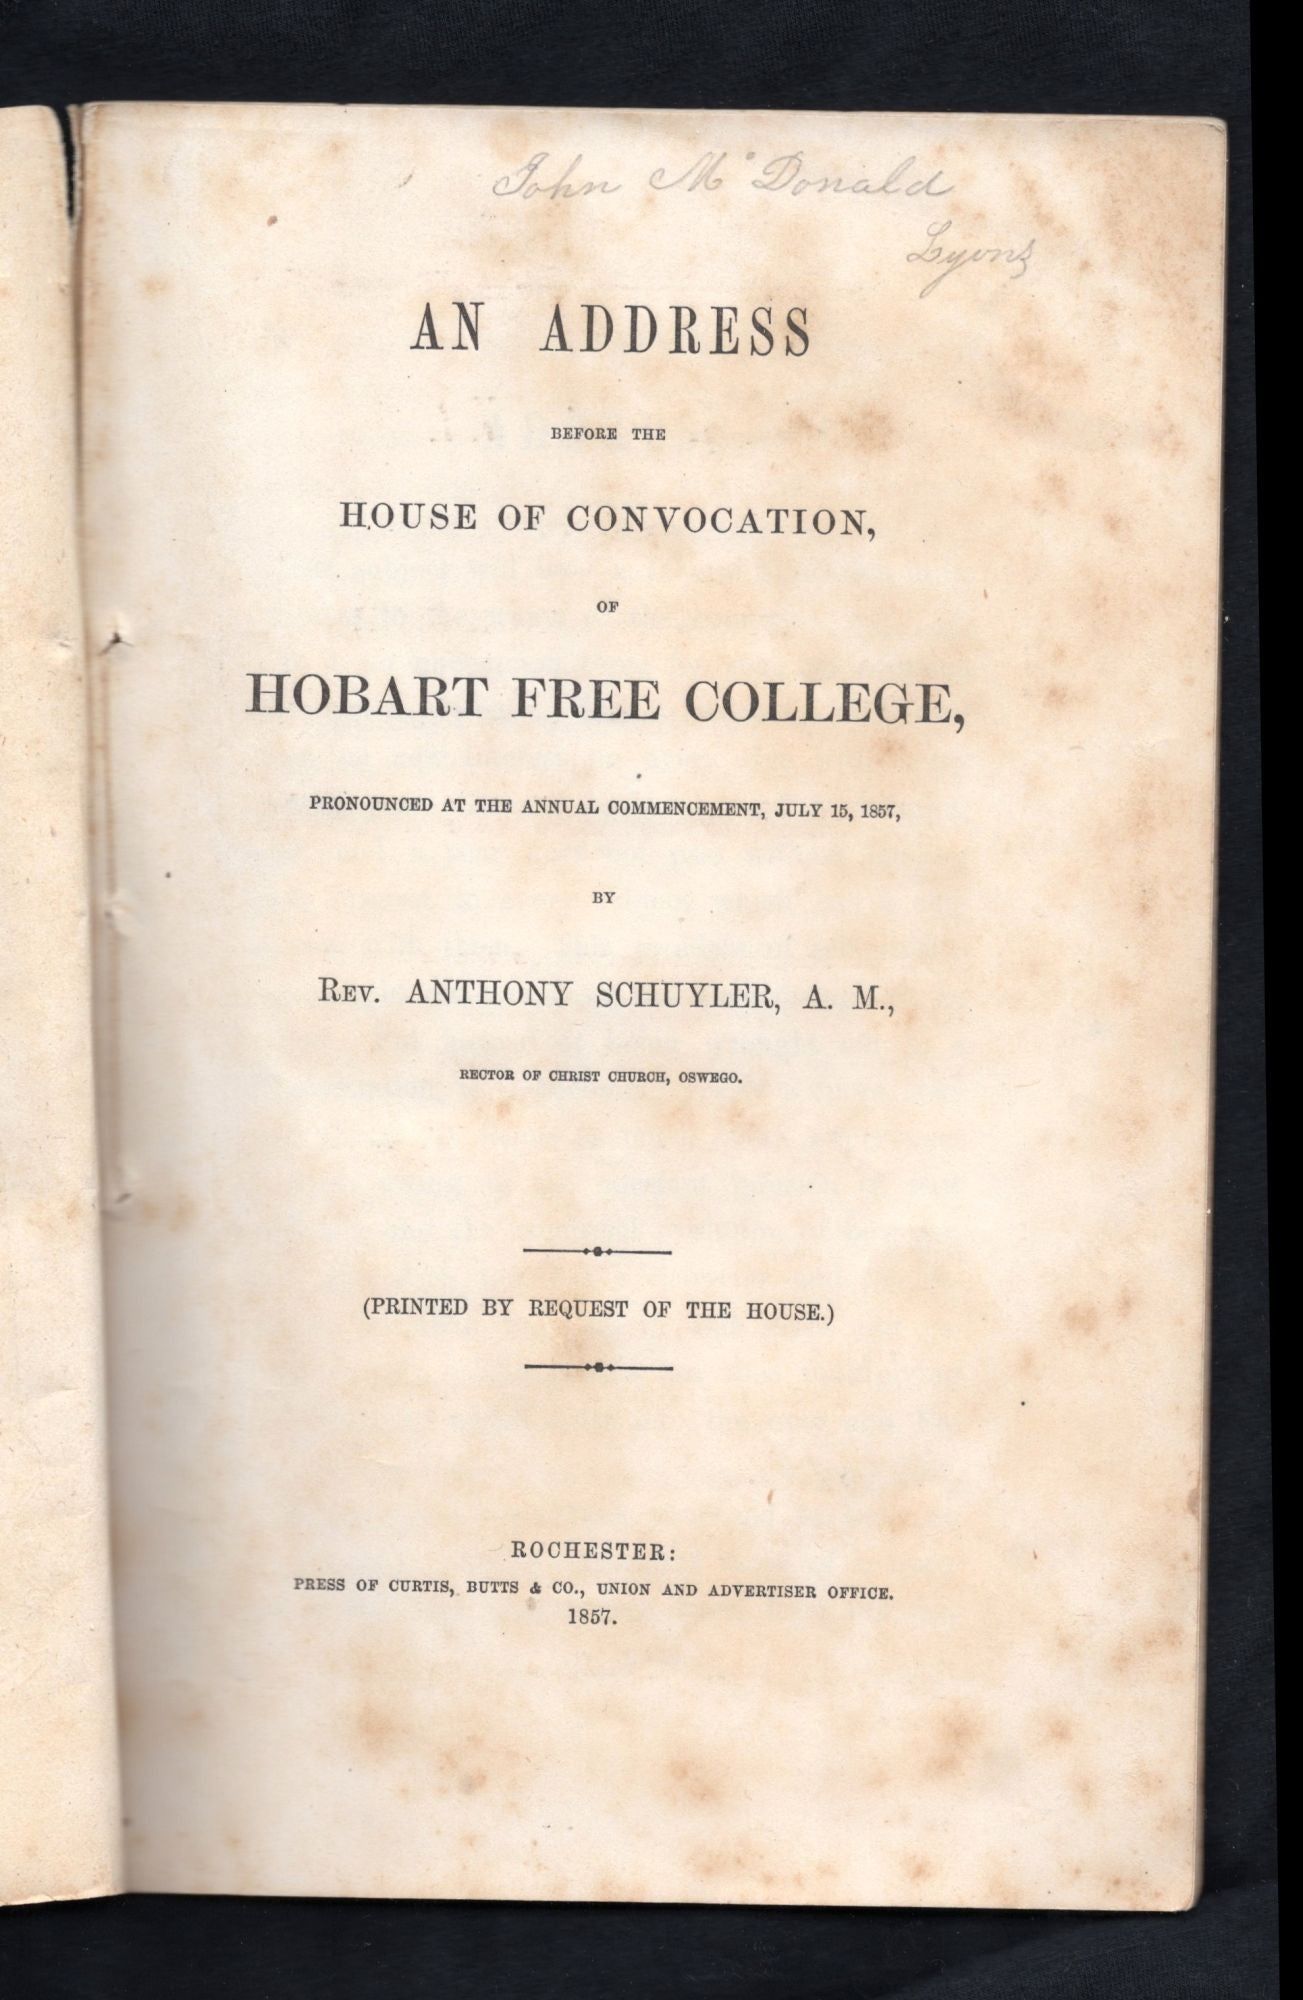 John Mc Donald
Lyons
AN ADDRESS
BEFORE THE
HOUSE OF CONVOCATION,
OF
HOBART FREE COLLEGE,
PRONOUNCED AT THE ANNUAL COMMENCEMENT, JULY 15, 1857,
BY
REV. ANTHONY SCHUYLER, A. M.,
RECTOR OF CHRIST CHURCH, OSWEGO.
(PRINTED BY REQUEST OF THE HOUSE.)
ROCHESTER:
PRESS OF CURTIS, BUTTS & CO., UNION AND ADVERTISER OFFICE.
1857.